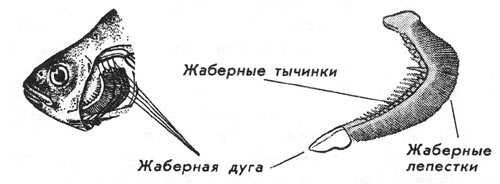 Жаберные тычинки
Жаберная дуга
Жаберные
лепестки